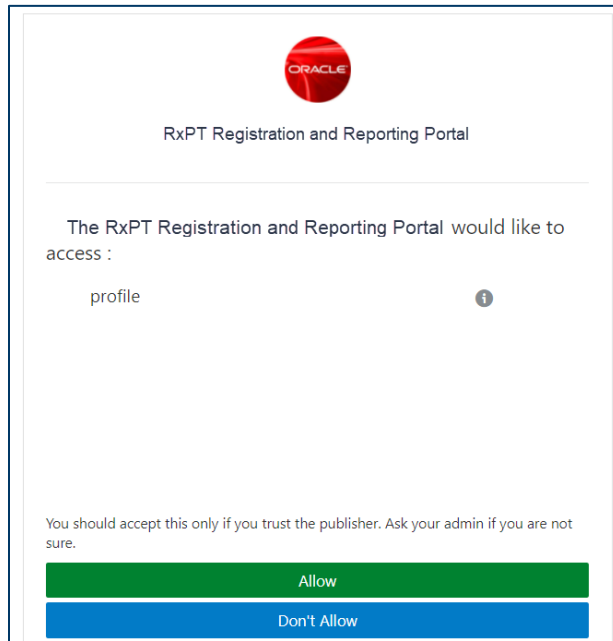 ORACLE
RxPT Registration and Reporting Portal
The RxPT Registration and Reporting Portal would like to
access :
profile
You should accept this only if you trust the publisher. Ask your admin if you are not
sure.
Allow
Don't Allow